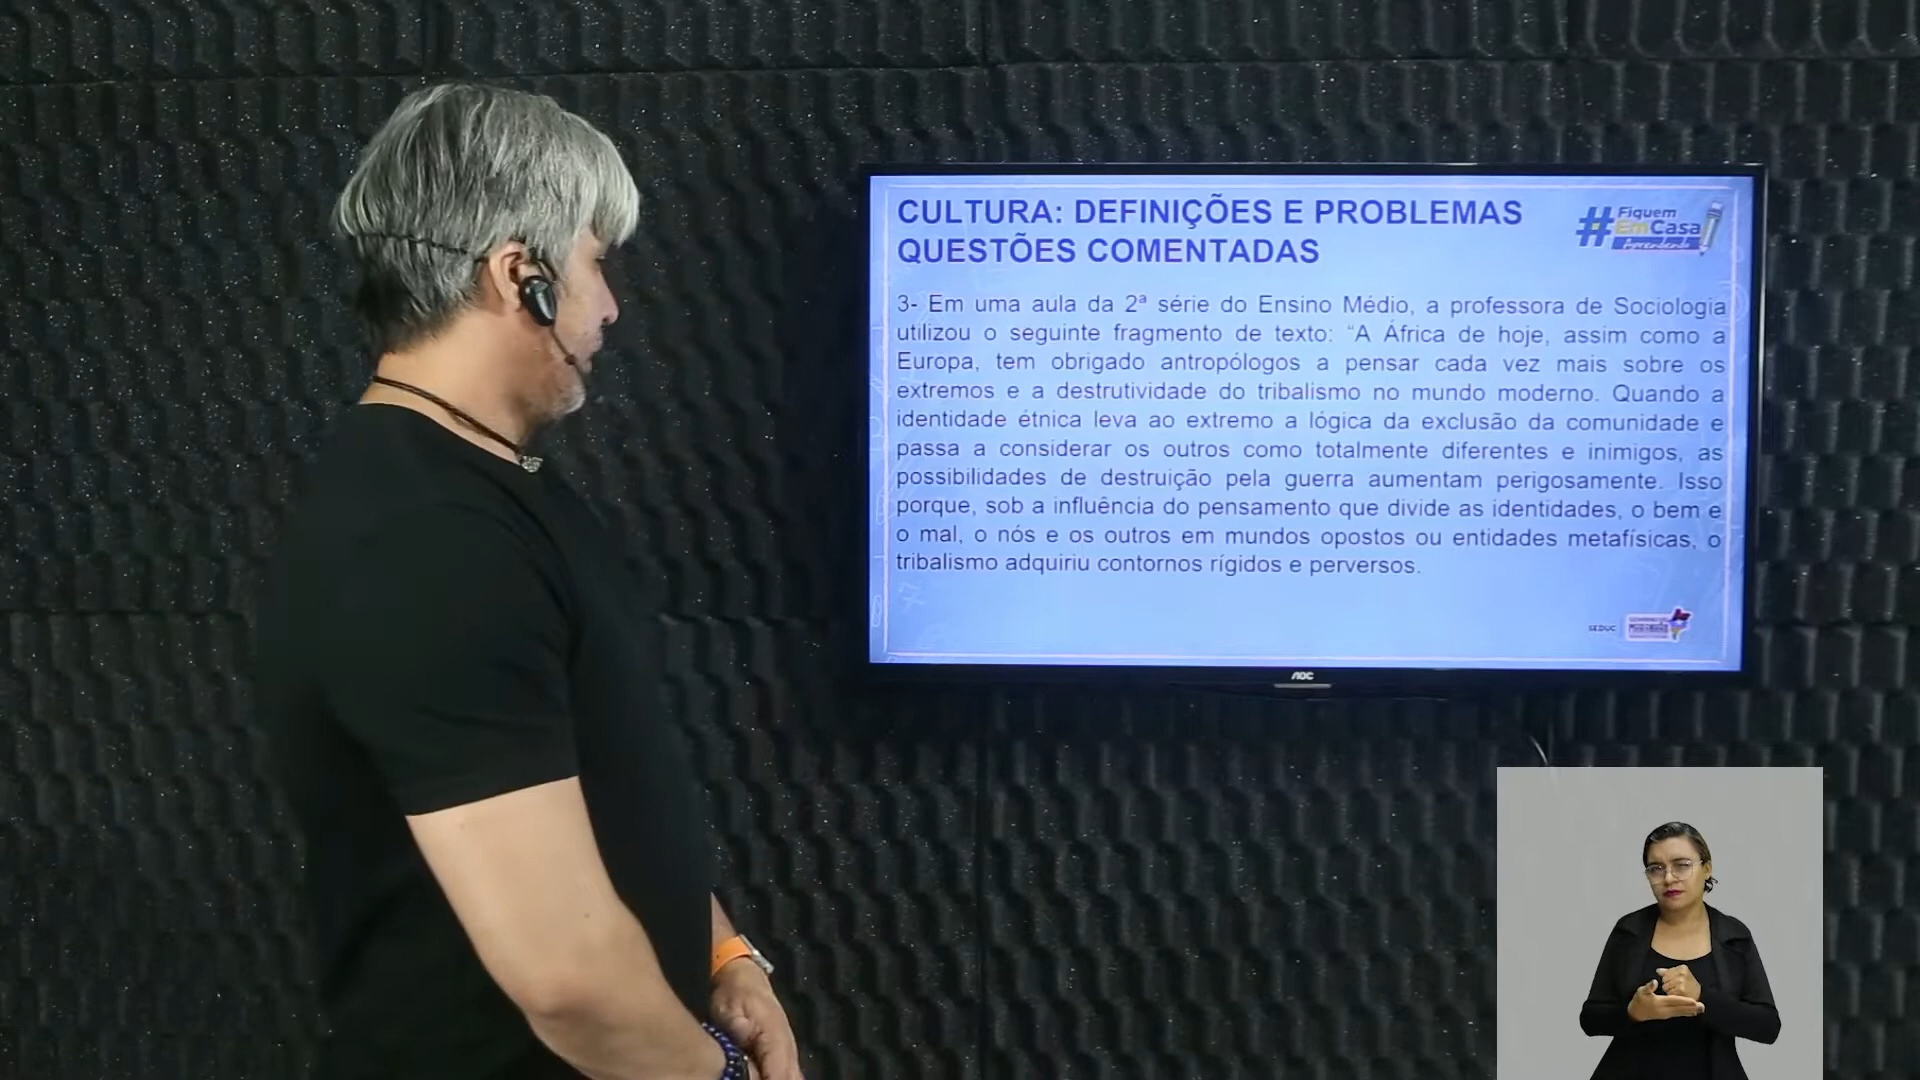 CULTURA: DEFINIÇÕES E PROBLEMAS
QUESTÕES COMENTADAS
#Fiquem
EmCasa
Aprendendo
3- Em uma aula da 2ª série do Ensino Médio, a professora de Sociologia
utilizou o seguinte fragmento de texto: “A África de hoje, assim como a
Europa, tem obrigado antropólogos a pensar cada vez mais sobre os
extremos e a destrutividade do tribalismo no mundo moderno. Quando a
identidade étnica leva ao extremo a lógica da exclusão da comunidade e
passa a considerar os outros como totalmente diferentes e inimigos, as
possibilidades de destruição pela guerra aumentam perigosamente. Isso
porque, sob a influência do pensamento que divide as identidades, o bem e
o mal, o nós e os outros em mundos opostos ou entidades metafísicas, o
tribalismo adquiriu contornos rígidos e perversos.
SEDUC
AOC